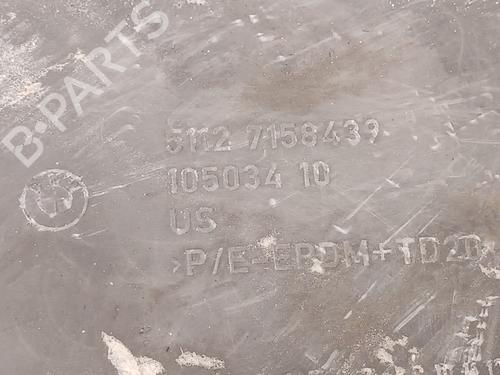 B-PARTS
5112 7158439
105034 10
US
>P/E-EPDM+TD20